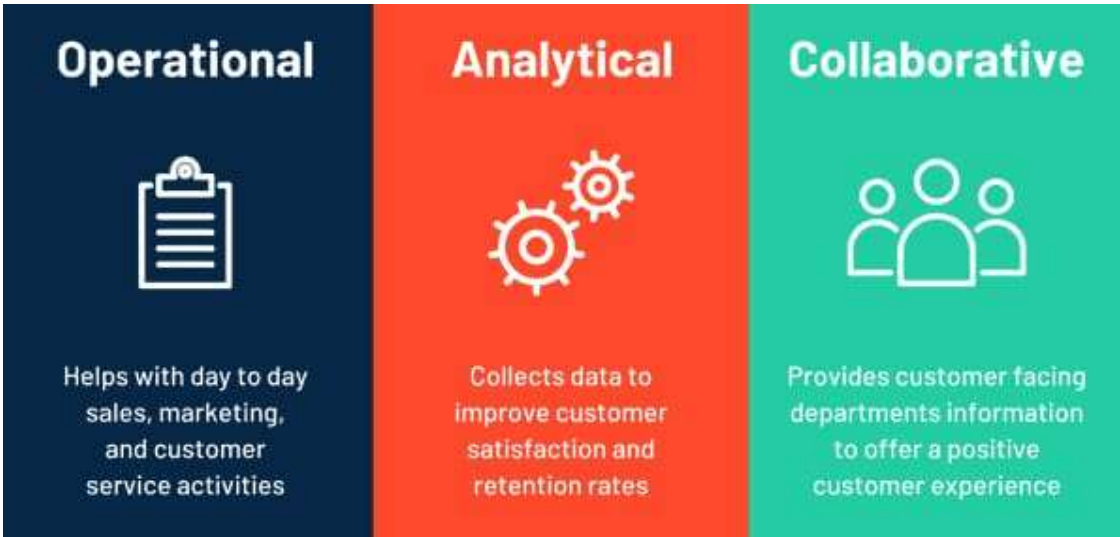 Operational
Helps with day to day
sales, marketing,
and customer
service activities
Analytical
Collects data to
improve customer
satisfaction and
retention rates
Collaborative
Provides customer facing
departments information
to offer a positive
customer experience